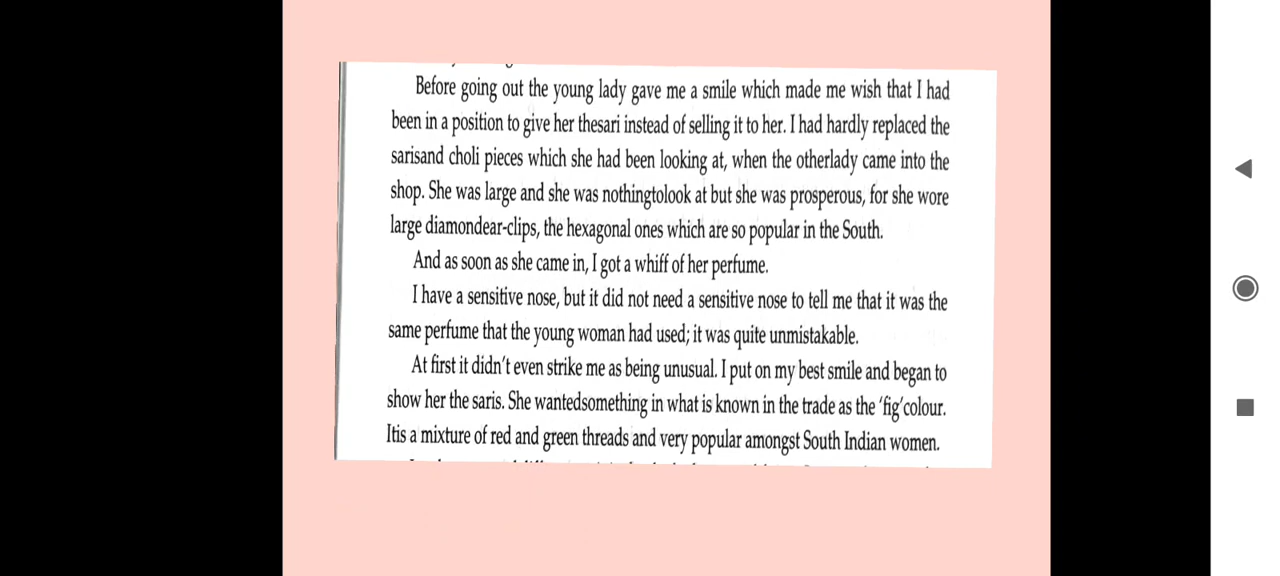 Before going out the young lady gave me a smile which made me wish that I had
been in a position to give her thesari instead of selling it to her. I had hardly replaced the
sarisand choli pieces which she had been looking at, when the otherlady came into the
shop. She was large and she was nothingtolook at but she was prosperous, for she wore
large diamondear-clips, the hexagonal ones which are so popular in the South.
And as soon as she came in, I got a whiff of her perfume.
I have a sensitive nose, but it did not need a sensitive nose to tell me that it was the
same perfume that the young woman had used; it was quite unmistakable.
At first it didn't even strike me as being unusual. I put on my best smile and began to
show her the saris. She wantedsomething in what is known in the trade as the 'fig'colour.
Itis a mixture of red and green threads and very popular amongst South Indian women.